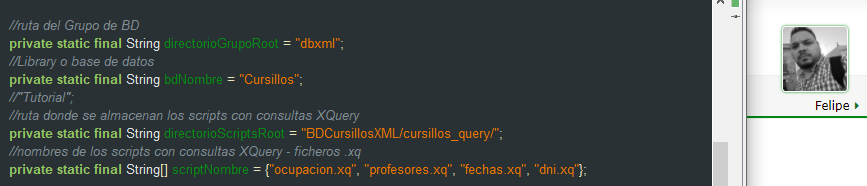 //ruta del Grupo de BD
private static final String directorioGrupoRoot = "dbxml";
//Library o base de datos
private static final String bdNombre = "Cursillos";
//"Tutorial";
//ruta donde se almacenan los scripts con consultas XQuery
private static final String directorioScriptsRoot = "BDCursillosXML/cursillos_query/";
//nombres de los scripts con consultas XQuery - ficheros .xq
private static final String[] scriptNombre = {"ocupacion.xq", "profesores.xq", "fechas.xq", "dni.xq"};
Felipe